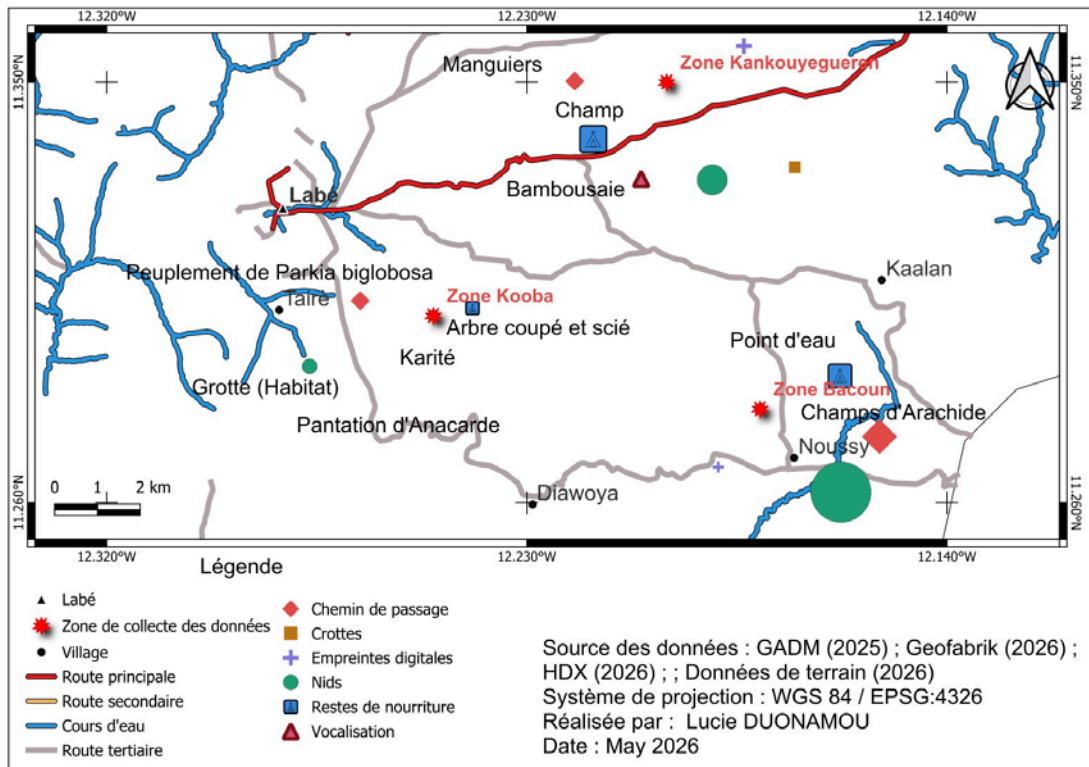 12.320°W
12.230°W
12.140°W
11.350°N
11.350°N
Manguiers
Zone Kankouyegueren
Champ
Bambousaie
Labé
Kaalan
Peuplement de Parkia biglobosa
Taïré
Zone Kooba
Arbre coupé et scié
Karité
Point d'eau
Grotte (Habitat)
Zone Bacoun
Champs d'Arachide
Pantation d'Anacarde
Noussy
Diawoya
0 1 2 km
11.260°N
11.260°N
12.320°W
12.230°W
12.140°W
Légende
Labé
Zone de collecte des données
Village
Route principale
Route secondaire
Cours d'eau
Route tertiaire
Chemin de passage
Crottes
Empreintes digitales
Nids
Restes de nourriture
Vocalisation
Source des données : GADM (2025) ; Geofabrik (2026) ;
HDX (2026) ; ; Données de terrain (2026)
Système de projection : WGS 84 / EPSG:4326
Réalisée par : Lucie DUONAMOU
Date : May 2026